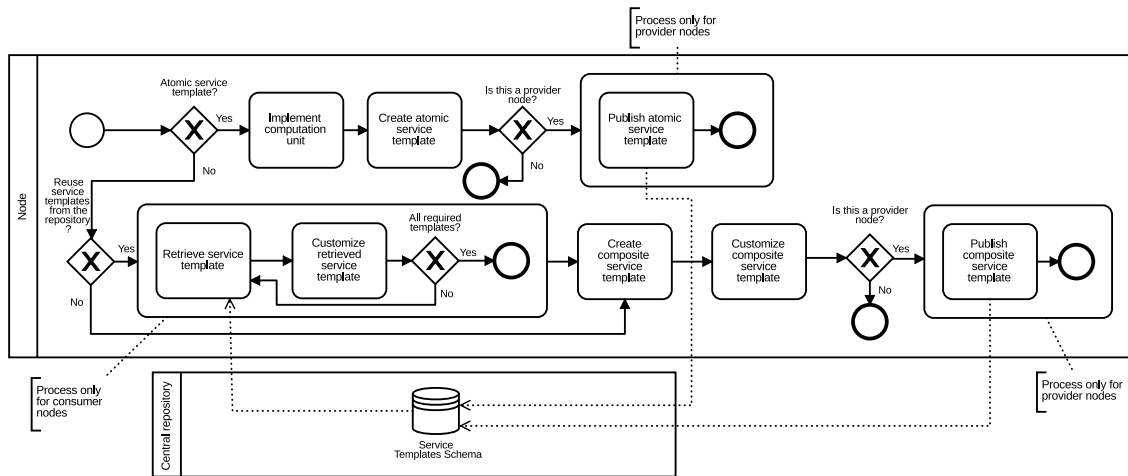 Process only for
provider nodes
Node
Atomic service
template?
Yes
No
Implement
computation
unit
Create atomic
service
template
Is this a provider
node?
Yes
No
Publish atomic
service
template
Reuse
service
templates
from the
repository
?
Yes
No
Retrieve service
template
Customize
retrieved
service
template
All required
templates?
Yes
No
Create
composite
service
template
Customize
composite
service
template
Is this a provider
node?
Yes
No
Publish
composite
service
template
Process only
for consumer
nodes
Central repository
Service
Templates Schema
Process only for
provider nodes